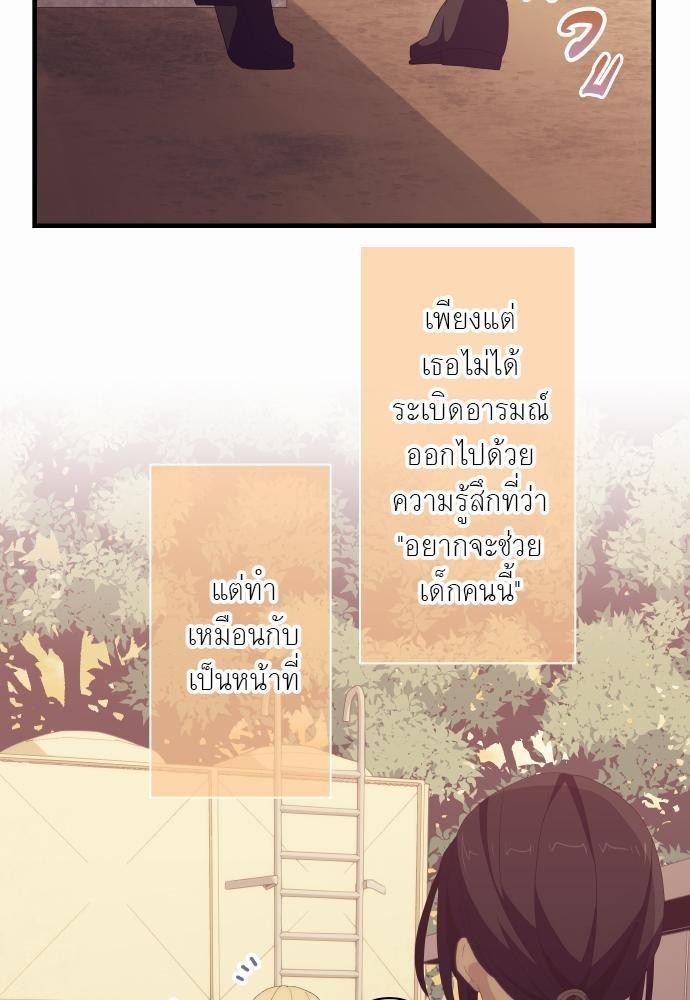 เพียงแต่
เธอไม่ได้
ระเบิดอารมณ์
ออกไปด้วย
ความรู้สึกที่ว่า
"อยากจะช่วย
เด็กคนนี้"
แต่ทำ
เหมือนกับ
เป็นหน้าที่